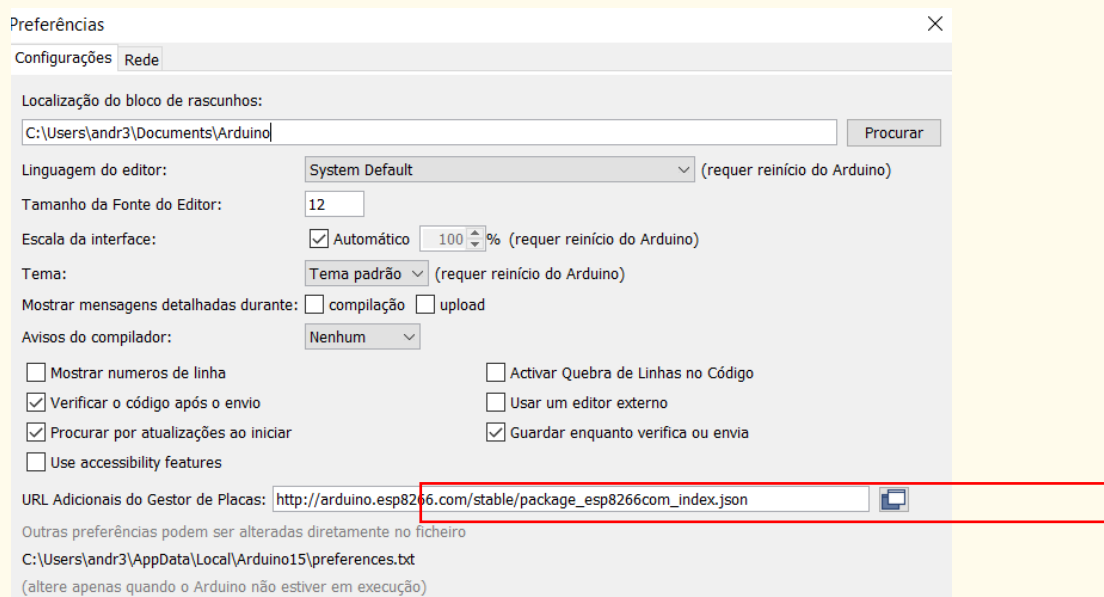 Preferências
Configurações Rede
Localização do bloco de rascunhos:
C:\Users\andr3\Documents\Arduino Procurar
Linguagem do editor: System Default (requer reinício do Arduino)
Tamanho da Fonte do Editor: 12
Escala da interface: Automático 100 % (requer reinício do Arduino)
Tema: Tema padrão (requer reinício do Arduino)
Mostrar mensagens detalhadas durante: compilação upload
Avisos do compilador: Nenhum
Mostrar numeros de linha Activar Quebra de Linhas no Código
Verificar o código após o envio Usar um editor externo
Procurar por atualizações ao iniciar Guardar enquanto verifica ou envia
Use accessibility features
URL Adicionais do Gestor de Placas: http://arduino.esp8266.com/stable/package_esp8266com_index.json
Outras preferências podem ser alteradas diretamente no ficheiro
C:\Users\andr3\AppData\Local\Arduino15\preferences.txt
(altere apenas quando o Arduino não estiver em execução)